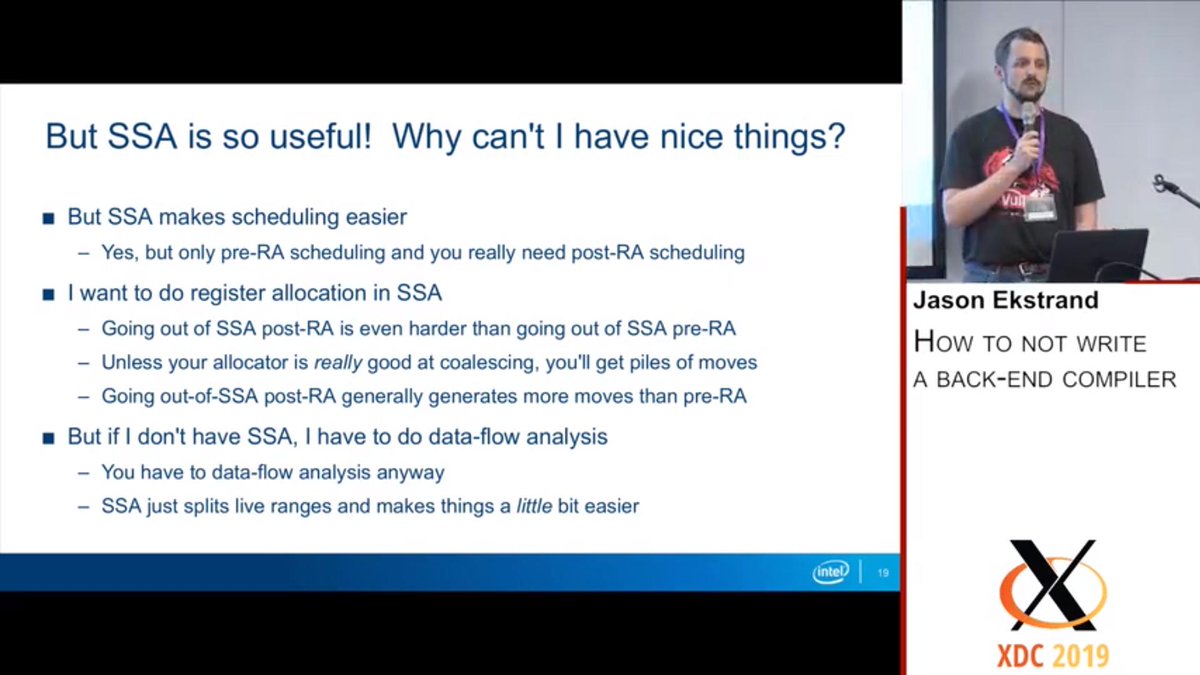 But SSA is so useful!  Why can't I have nice things?
■ But SSA makes scheduling easier
– Yes, but only pre-RA scheduling and you really need post-RA scheduling
■ I want to do register allocation in SSA
– Going out of SSA post-RA is even harder than going out of SSA pre-RA
– Unless your allocator is really good at coalescing, you'll get piles of moves
– Going out-of-SSA post-RA generally generates more moves than pre-RA
■ But if I don't have SSA, I have to do data-flow analysis
– You have to data-flow analysis anyway
– SSA just splits live ranges and makes things a little bit easier
intel
19
Jason Ekstrand
How to not write
a back-end compiler
X
XDC 2019